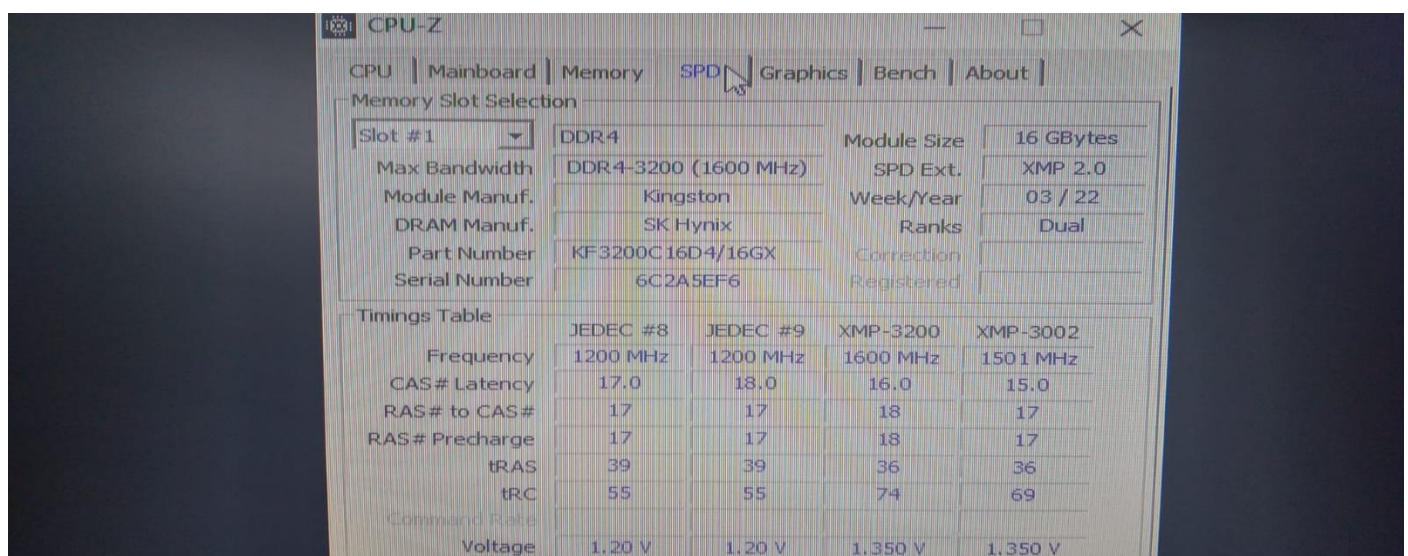 CPU-Z
CPU Mainboard Memory SPD Graphics Bench About
Memory Slot Selection
Slot #1 DDR4 Module Size 16 GBytes
Max Bandwidth DDR4-3200 (1600 MHz) SPD Ext. XMP 2.0
Module Manuf. Kingston Week/Year 03 / 22
DRAM Manuf. SK Hynix Ranks Dual
Part Number KF3200C16D4/16GX Correction
Serial Number 6C2A5EF6 Registered
Timings Table
JEDEC #8 JEDEC #9 XMP-3200 XMP-3002
Frequency 1200 MHz 1200 MHz 1600 MHz 1501 MHz
CAS# Latency 17.0 18.0 16.0 15.0
RAS# to CAS# 17 17 18 17
RAS# Precharge 17 17 18 17
tRAS 39 39 36 36
tRC 55 55 74 69
Command Rate
Voltage 1.20 V 1.20 V 1.350 V 1.350 V